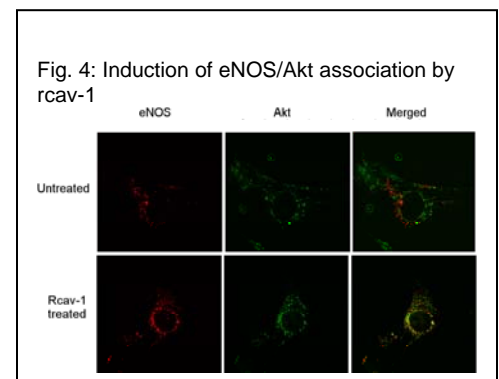 Fig. 4: Induction of eNOS/Akt association by
rcav-1
eNOS Akt Merged
Untreated
Rcav-1
treated